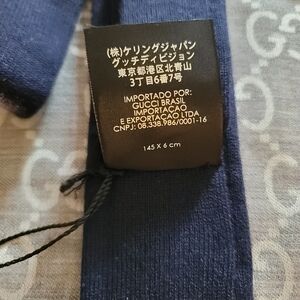 (株)ケリングジャパン
グッチディビジョン
東京都港区北青山
3丁目6番7号
IMPORTADO POR:
GUCCI BRASIL
IMPORTACAO
E EXPORTACAO LTDA
CNPJ: 08.338.986/0001-16
145 X 6 cm